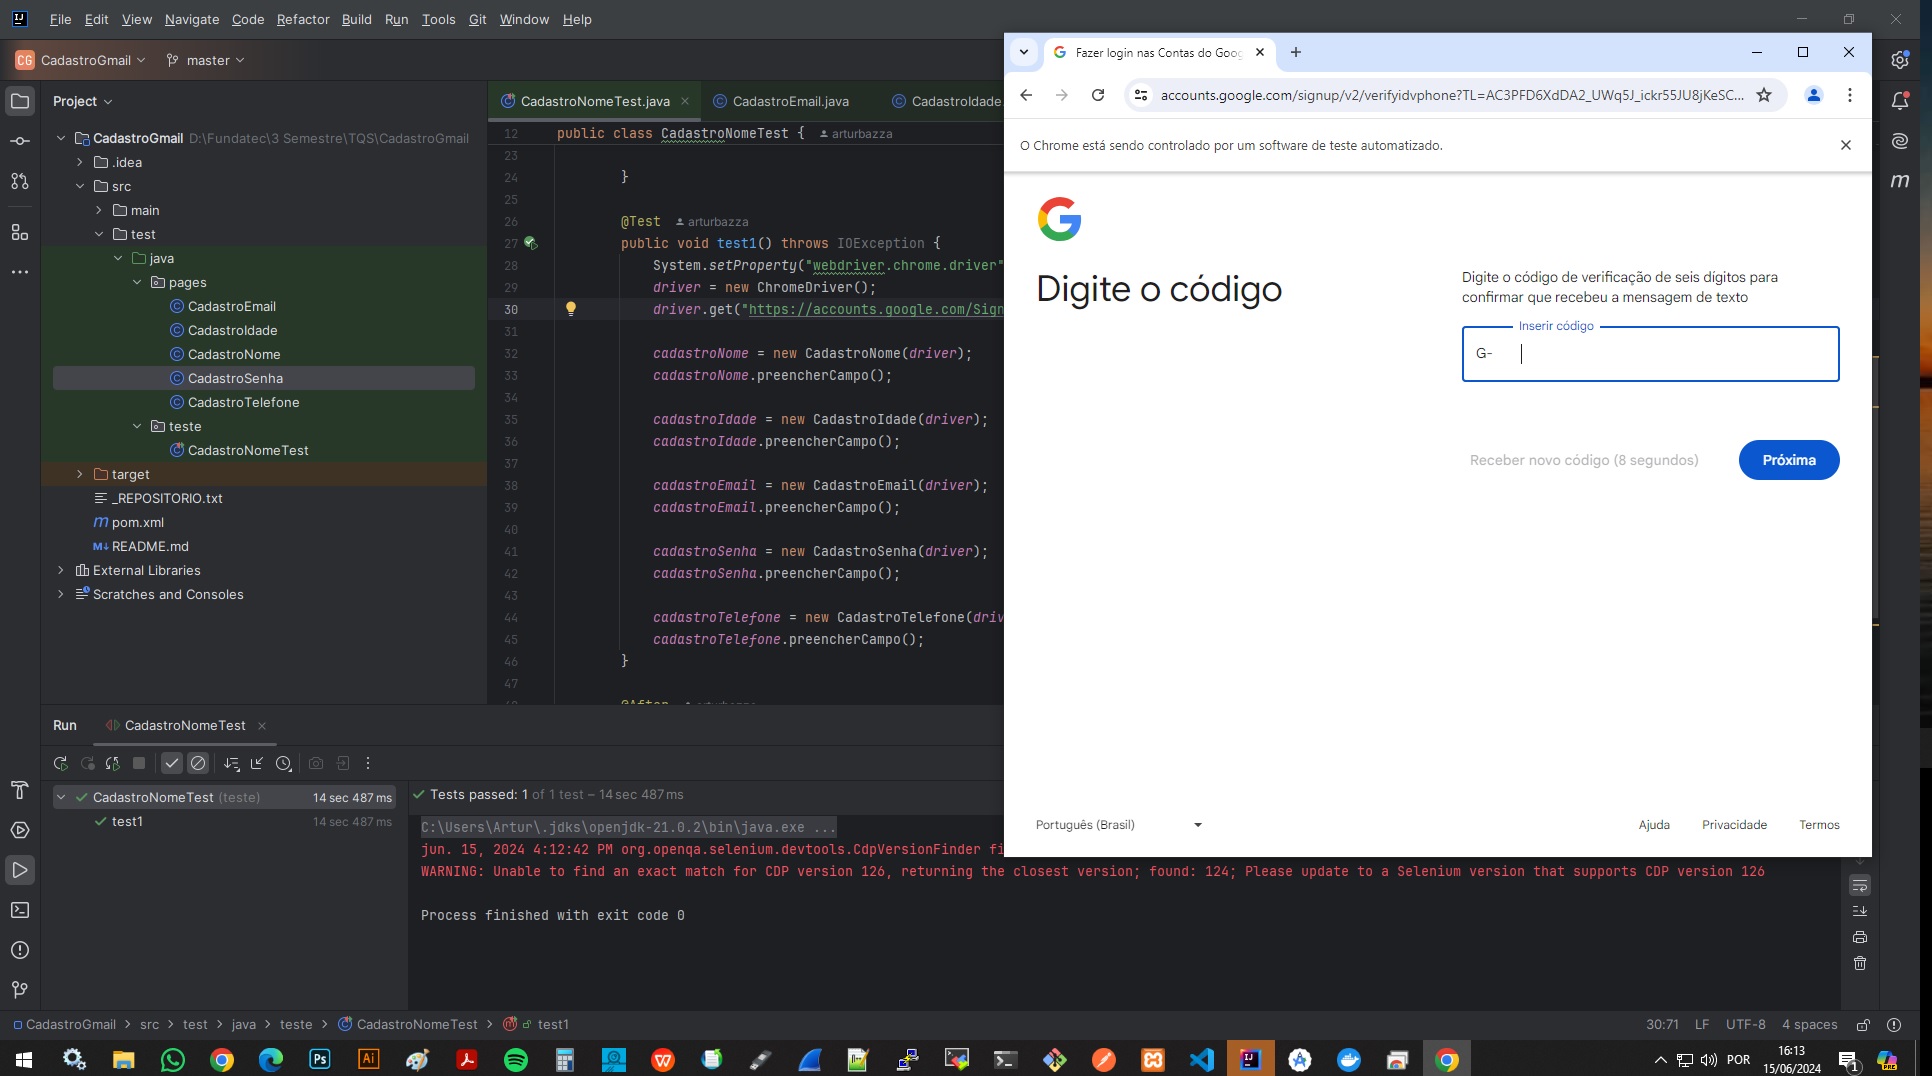 File Edit View Navigate Code Refactor Build Run Tools Git Window Help
CG CadastroGmail master
Project
CadastroGmail D:\Fundatec\3 Semestre\TQS\CadastroGmail
.idea
src
main
test
java
pages
CadastroEmail
CadastroIdade
CadastroNome
CadastroSenha
CadastroTelefone
teste
CadastroNomeTest
target
_REPOSITORIO.txt
pom.xml
README.md
External Libraries
Scratches and Consoles
CadastroNomeTest.java CadastroEmail.java CadastroIdade
12 public class CadastroNomeTest { arturbazza
23
24 }
25
26 @Test arturbazza
27 public void test1() throws IOException {
28 System.setProperty("webdriver.chrome.driver"
29 driver = new ChromeDriver();
30 driver.get("https://accounts.google.com/Sign
31
32 cadastroNome = new CadastroNome(driver);
33 cadastroNome.preencherCampo();
34
35 cadastroIdade = new CadastroIdade(driver);
36 cadastroIdade.preencherCampo();
37
38 cadastroEmail = new CadastroEmail(driver);
39 cadastroEmail.preencherCampo();
40
41 cadastroSenha = new CadastroSenha(driver);
42 cadastroSenha.preencherCampo();
43
44 cadastroTelefone = new CadastroTelefone(driv
45 cadastroTelefone.preencherCampo();
46 }
47
Fazer login nas Contas do Goog
accounts.google.com/signup/v2/verifyidvphone?TL=AC3PFD6XdDA2_UWq5J_ickr55JU8jKeSC...
O Chrome está sendo controlado por um software de teste automatizado.
Digite o código
Digite o código de verificação de seis dígitos para
confirmar que recebeu a mensagem de texto
Inserir código
G-
Receber novo código (8 segundos) Próxima
Português (Brasil) Ajuda Privacidade Termos
Run CadastroNomeTest
CadastroNomeTest (teste) 14 sec 487 ms
test1 14 sec 487 ms
Tests passed: 1 of 1 test – 14 sec 487 ms
C:\Users\Artur\.jdks\openjdk-21.0.2\bin\java.exe ...
jun. 15, 2024 4:12:42 PM org.openqa.selenium.devtools.CdpVersionFinder fi
WARNING: Unable to find an exact match for CDP version 126, returning the closest version; found: 124; Please update to a Selenium version that supports CDP version 126
Process finished with exit code 0
CadastroGmail > src > test > java > teste > CadastroNomeTest > test1
30:71 LF UTF-8 4 spaces
POR
16:13
15/06/2024